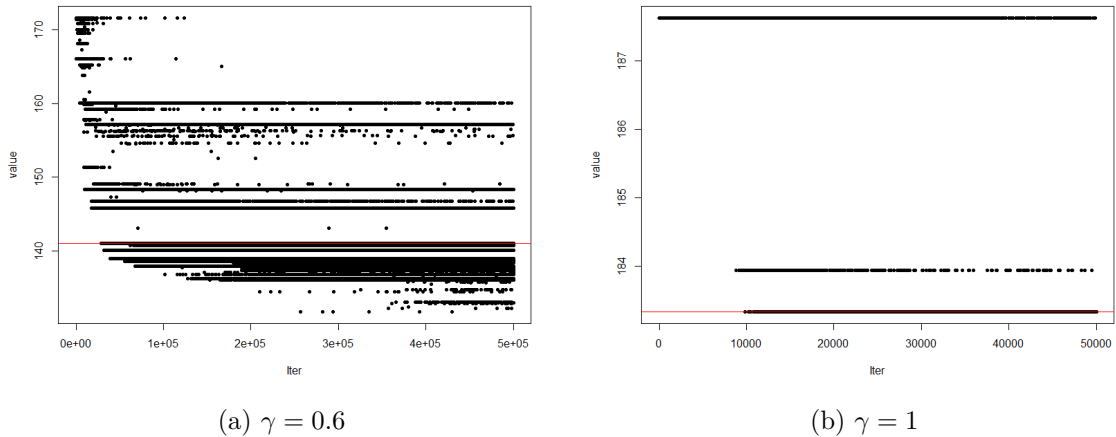 170
160
150
140
value
0e+00 1e+05 2e+05 3e+05 4e+05 5e+05
Iter
(a) γ = 0.6
187
186
185
184
value
0 10000 20000 30000 40000 50000
Iter
(b) γ = 1